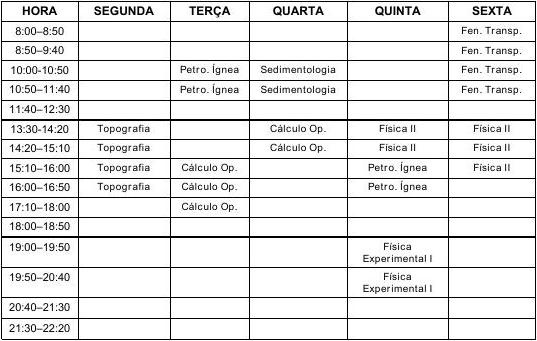 HORA SEGUNDA TERÇA QUARTA QUINTA SEXTA
8:00–8:50 Fen. Transp.
8:50–9:40 Fen. Transp.
10:00-10:50 Petro. Ígnea Sedimentologia Fen. Transp.
10:50–11:40 Petro. Ígnea Sedimentologia Fen. Transp.
11:40–12:30
13:30-14:20 Topografia Cálculo Op. Física II Física II
14:20–15:10 Topografia Cálculo Op. Física II Física II
15:10–16:00 Topografia Cálculo Op. Petro. Ígnea Física II
16:00–16:50 Topografia Cálculo Op. Petro. Ígnea
17:10–18:00 Cálculo Op.
18:00–18:50
19:00–19:50 Física
Experimental I
19:50–20:40 Física
Experimental I
20:40–21:30
21:30–22:20